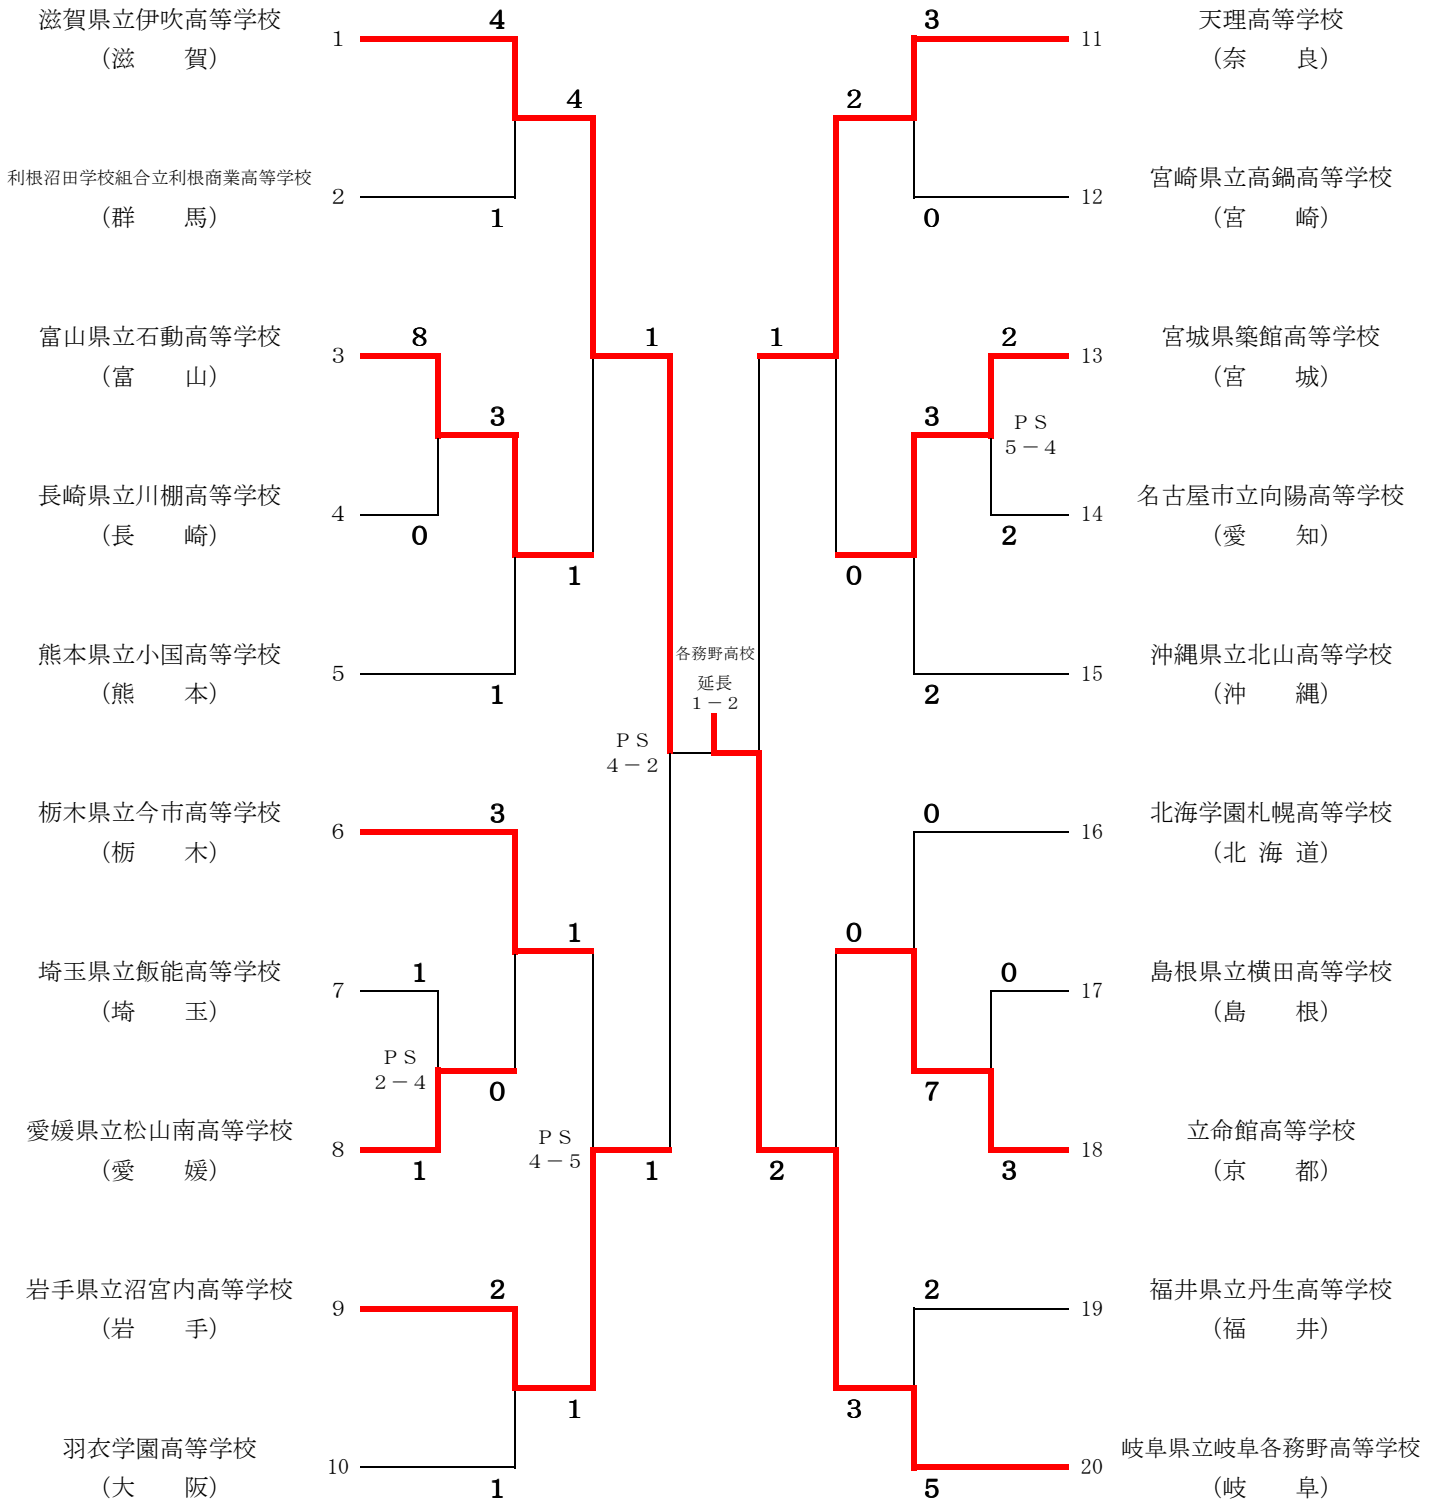 滋賀県立伊吹高等学校
(滋　　賀)
1
4
4
利根沼田学校組合立利根商業高等学校
(群　　馬)
2
1
富山県立石動高等学校
(富　　山)
3
8
3
1
長崎県立川棚高等学校
(長　　崎)
4
0
1
熊本県立小国高等学校
(熊　　本)
5
1
ＰＳ
４－２
栃木県立今市高等学校
(栃　　木)
6
3
1
埼玉県立飯能高等学校
(埼　　玉)
7
1
ＰＳ
２－４
0
愛媛県立松山南高等学校
(愛　　媛)
8
1
ＰＳ
４－５
1
岩手県立沼宮内高等学校
(岩　　手)
9
2
1
羽衣学園高等学校
(大　　阪)
10
1
各務野高校
延長
１－２
3
11
天理高等学校
(奈　　良)
2
0
12
宮崎県立高鍋高等学校
(宮　　崎)
1
2
13
宮城県築館高等学校
(宮　　城)
3
ＰＳ
５－４
2
14
名古屋市立向陽高等学校
(愛　　知)
0
2
15
沖縄県立北山高等学校
(沖　　縄)
0
16
北海学園札幌高等学校
(北 海 道)
0
0
17
島根県立横田高等学校
(島　　根)
7
3
18
立命館高等学校
(京　　都)
2
2
19
福井県立丹生高等学校
(福　　井)
3
5
20
岐阜県立岐阜各務野高等学校
(岐　　阜)